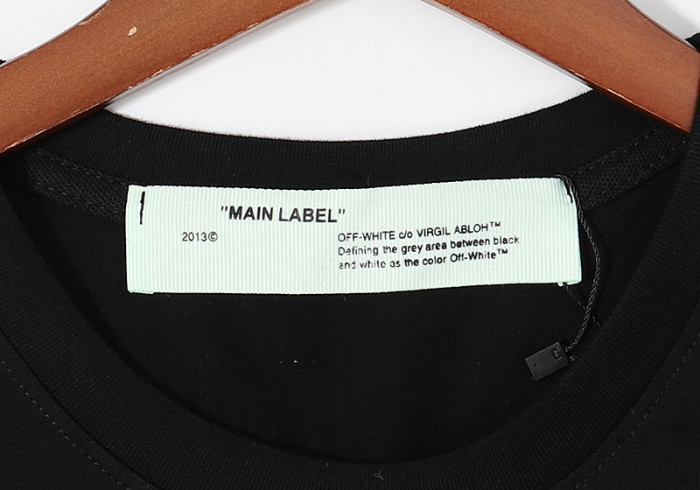 "MAIN LABEL"
2013©
OFF-WHITE c/o VIRGIL ABLOH™
Defining the grey area between black
and white as the color Off-White™